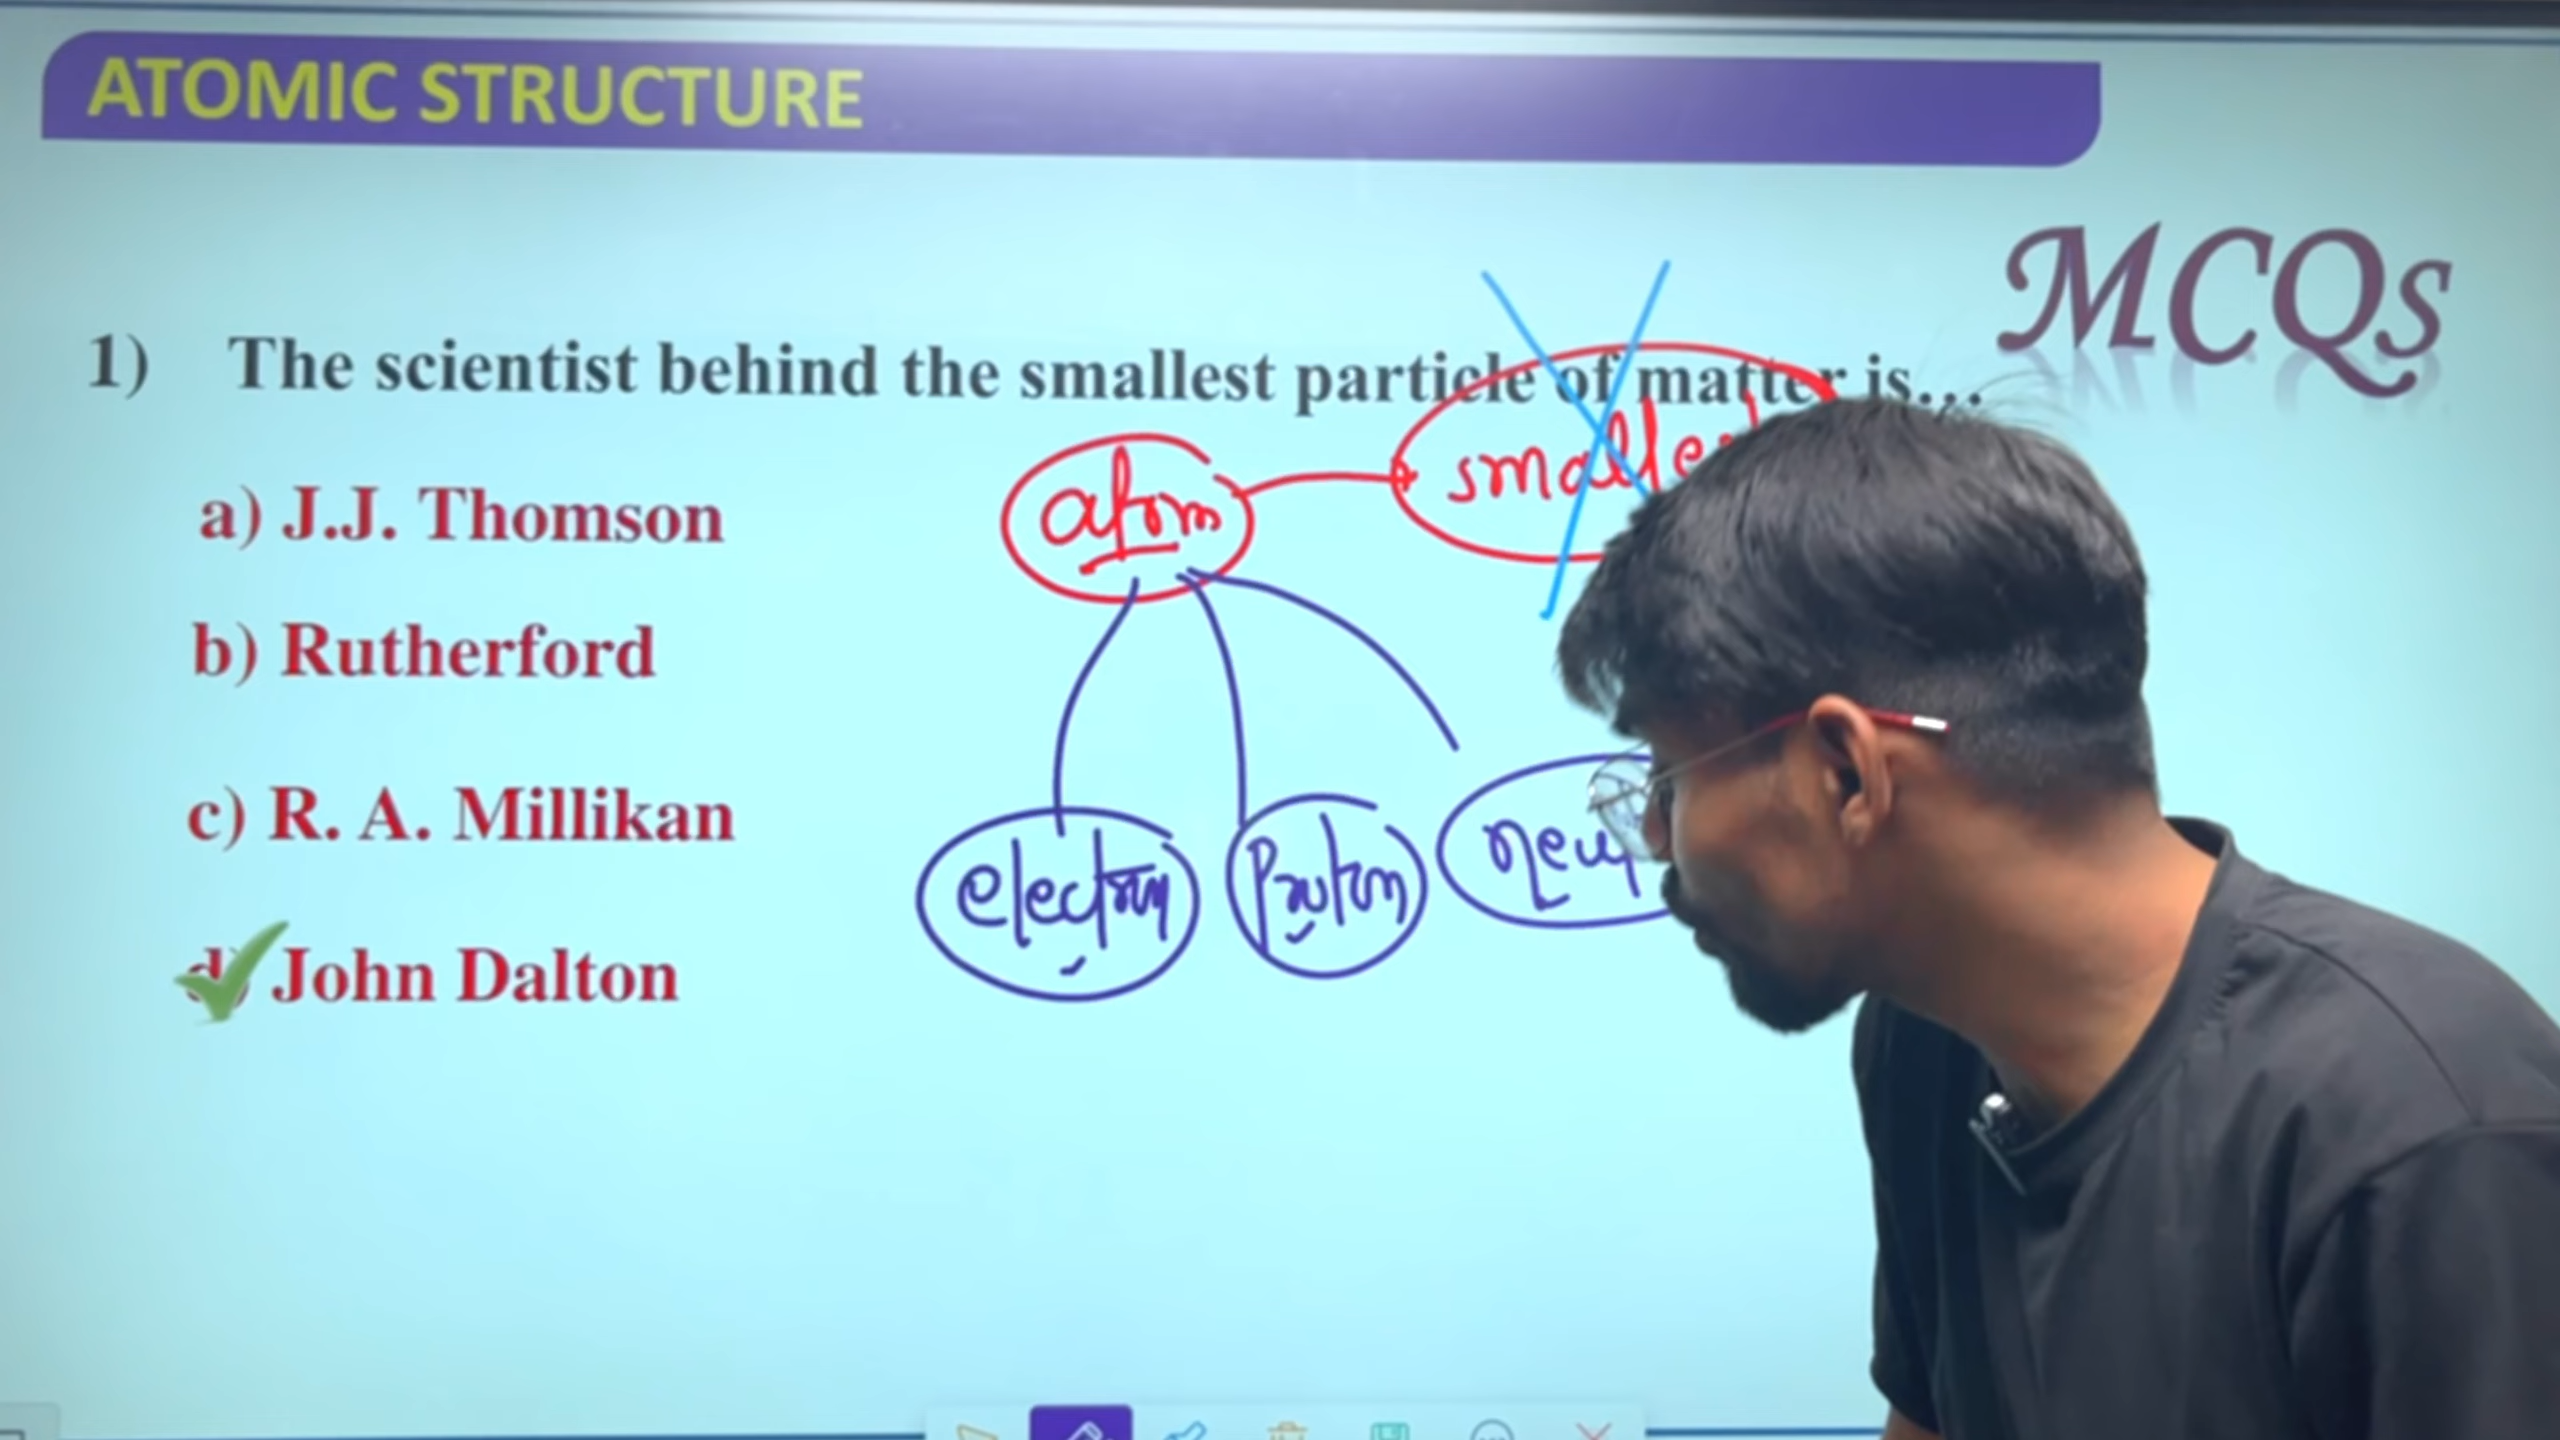 ATOMIC STRUCTURE
MCQs
1) The scientist behind the smallest particle of matter is...
a) J.J. Thomson
atom
b) Rutherford
c) R. A. Millikan
electron Proton
d) John Dalton